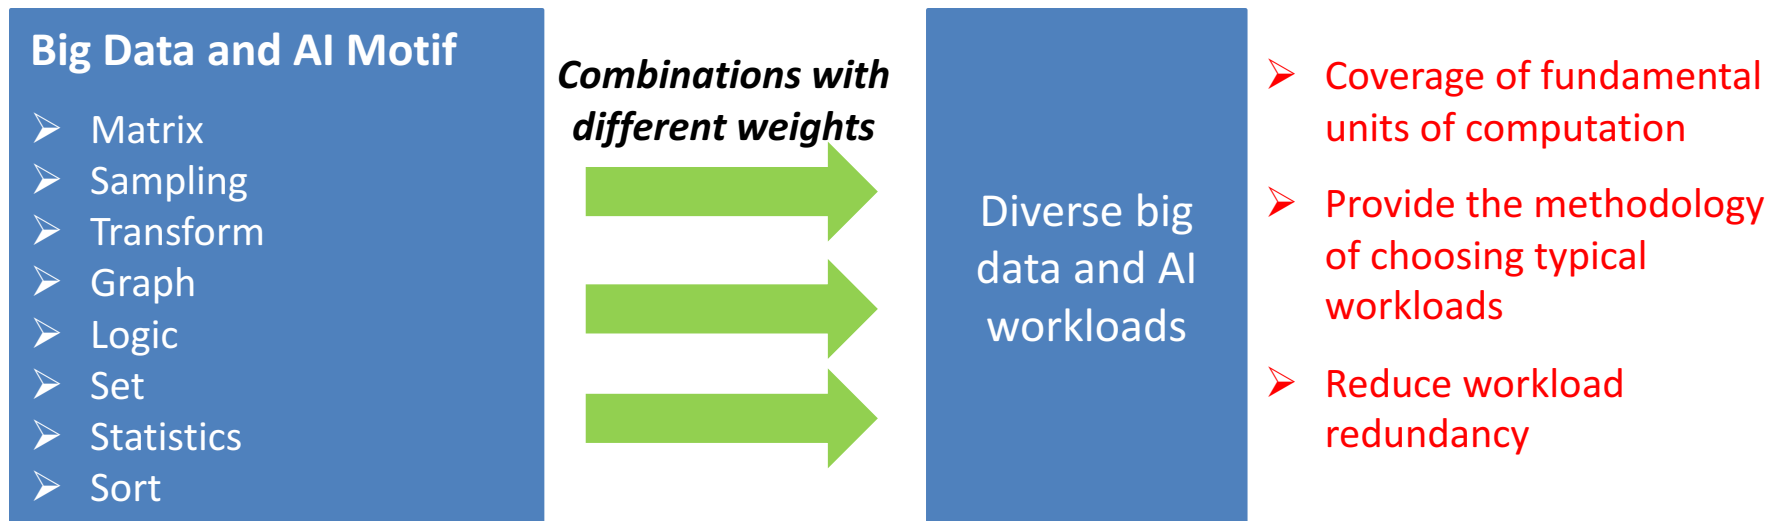 Big Data and AI Motif
➢ Matrix
➢ Sampling
➢ Transform
➢ Graph
➢ Logic
➢ Set
➢ Statistics
➢ Sort
Combinations with
different weights
Diverse big
data and AI
workloads
➢ Coverage of fundamental
units of computation
➢ Provide the methodology
of choosing typical
workloads
➢ Reduce workload
redundancy